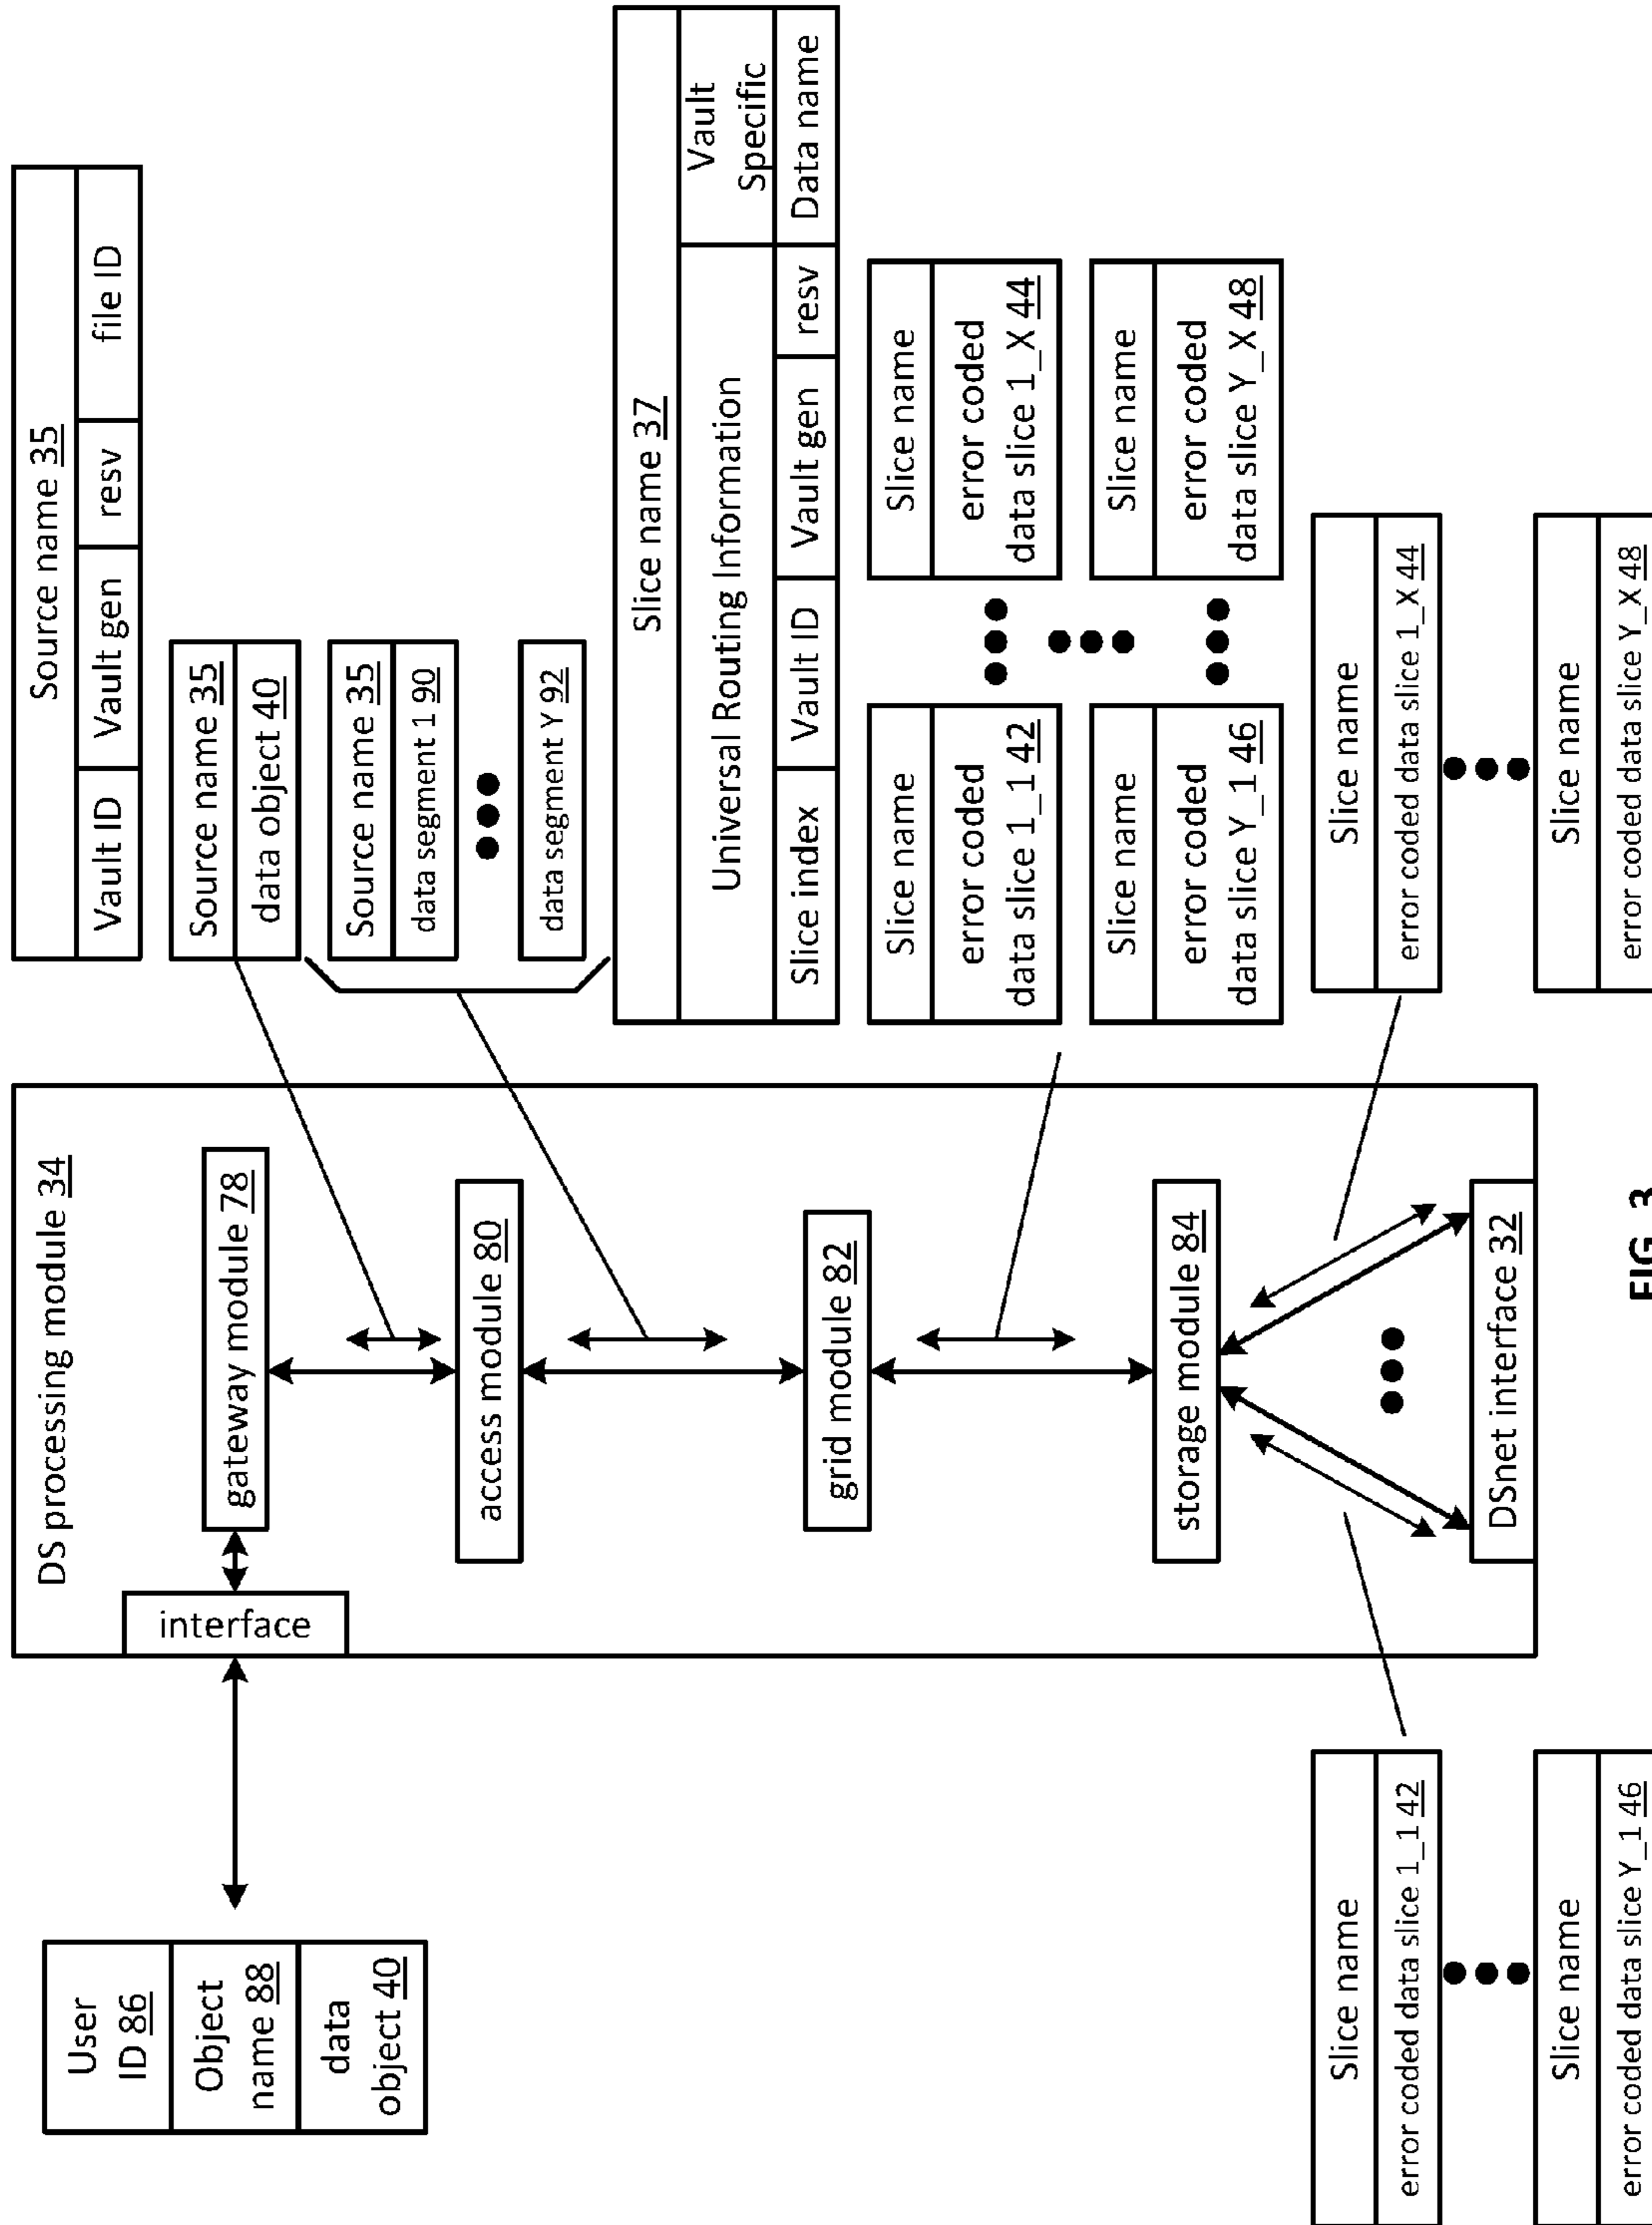 User
ID 86
Object
name 88
data
object 40
DS processing module 34
interface
gateway module 78
access module 80
grid module 82
storage module 84
DSnet interface 32
Source name 35
Vault ID
Vault gen
resv
file ID
Source name 35
data object 40
Source name 35
data segment 1 90
data segment Y 92
Slice name 37
Universal Routing Information
Vault
Specific
Slice index
Vault ID
Vault gen
resv
Data name
Slice name
error coded
data slice 1_1 42
Slice name
error coded
data slice 1_X 44
Slice name
error coded
data slice Y_1 46
Slice name
error coded
data slice Y_X 48
Slice name
error coded data slice 1_1 42
Slice name
error coded data slice Y_1 46
Slice name
error coded data slice 1_X 44
Slice name
error coded data slice Y_X 48
FIG. 3